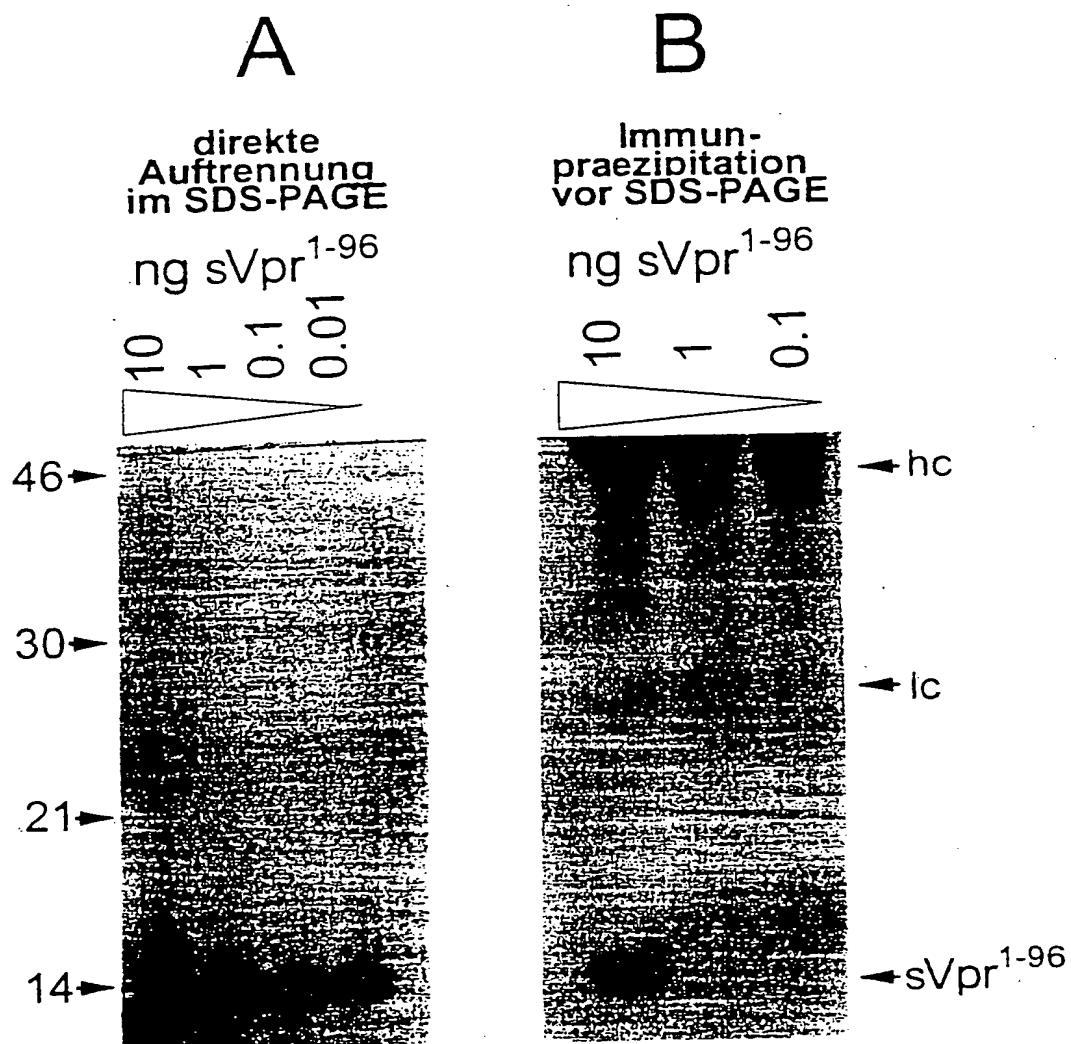 A
direkte
Auftrennung
im SDS-PAGE
ng sVpr1-96
10 1 0.1 0.01
46
30
21
14
B
Immun-
praezipitation
vor SDS-PAGE
ng sVpr1-96
10 1 0.1
hc
lc
sVpr1-96